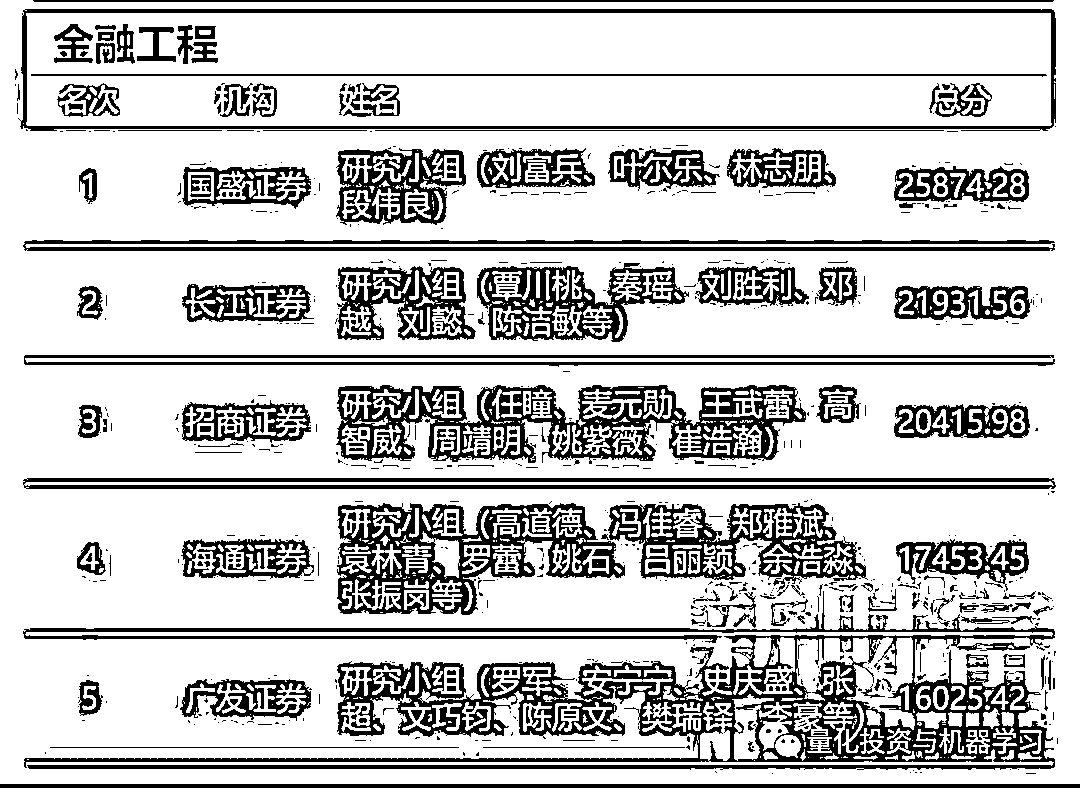 金融工程
名次 机构 姓名 总分
1 国盛证券 研究小组（刘富兵、叶尔乐、林志朋、
段伟良） 25874.28
2 长江证券 研究小组（覃川桃、秦瑶、刘胜利、邓
越、刘懿、陈洁敏等） 21931.56
3 招商证券 研究小组（任瞳、麦元勋、王武蕾、高
智威、周靖明、姚紫薇、崔浩瀚） 20415.98
4 海通证券 研究小组（高道德、冯佳睿、郑雅斌、
袁林青、罗蕾、姚石、吕丽颖、余浩淼、
张振岗等） 17453.45
5 广发证券 研究小组（罗军、安宁宁、史庆盛、张
超、文巧钧、陈原文、樊瑞铎、李豪等） 16025.42
量化投资与机器学习